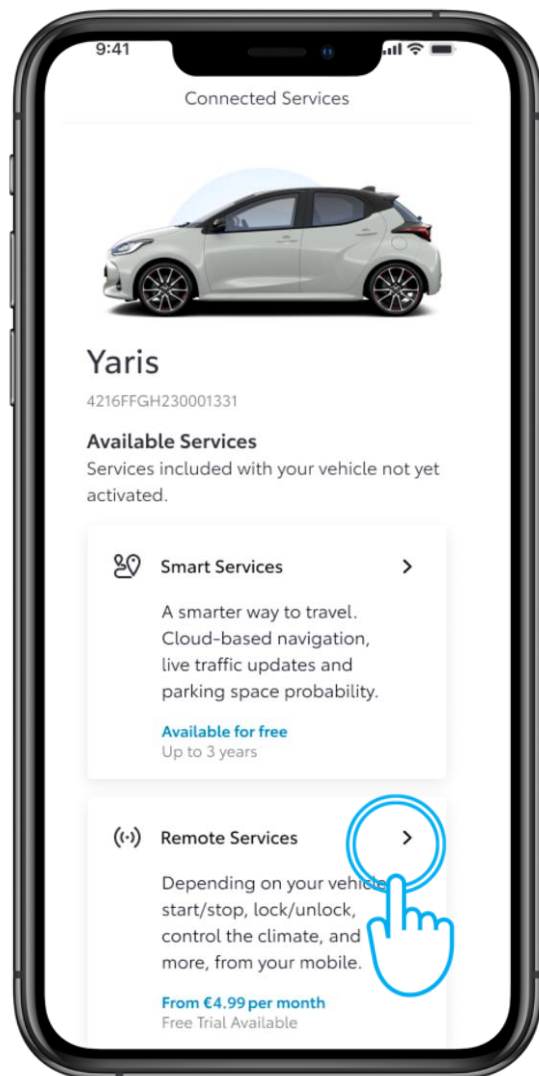 9:41
Connected Services
Yaris
4216FFGH230001331
Available Services
Services included with your vehicle not yet
activated.
Smart Services
A smarter way to travel.
Cloud-based navigation,
live traffic updates and
parking space probability.
Available for free
Up to 3 years
Remote Services
Depending on your vehicle
start/stop, lock/unlock,
control the climate, and
more, from your mobile.
From €4.99 per month
Free Trial Available